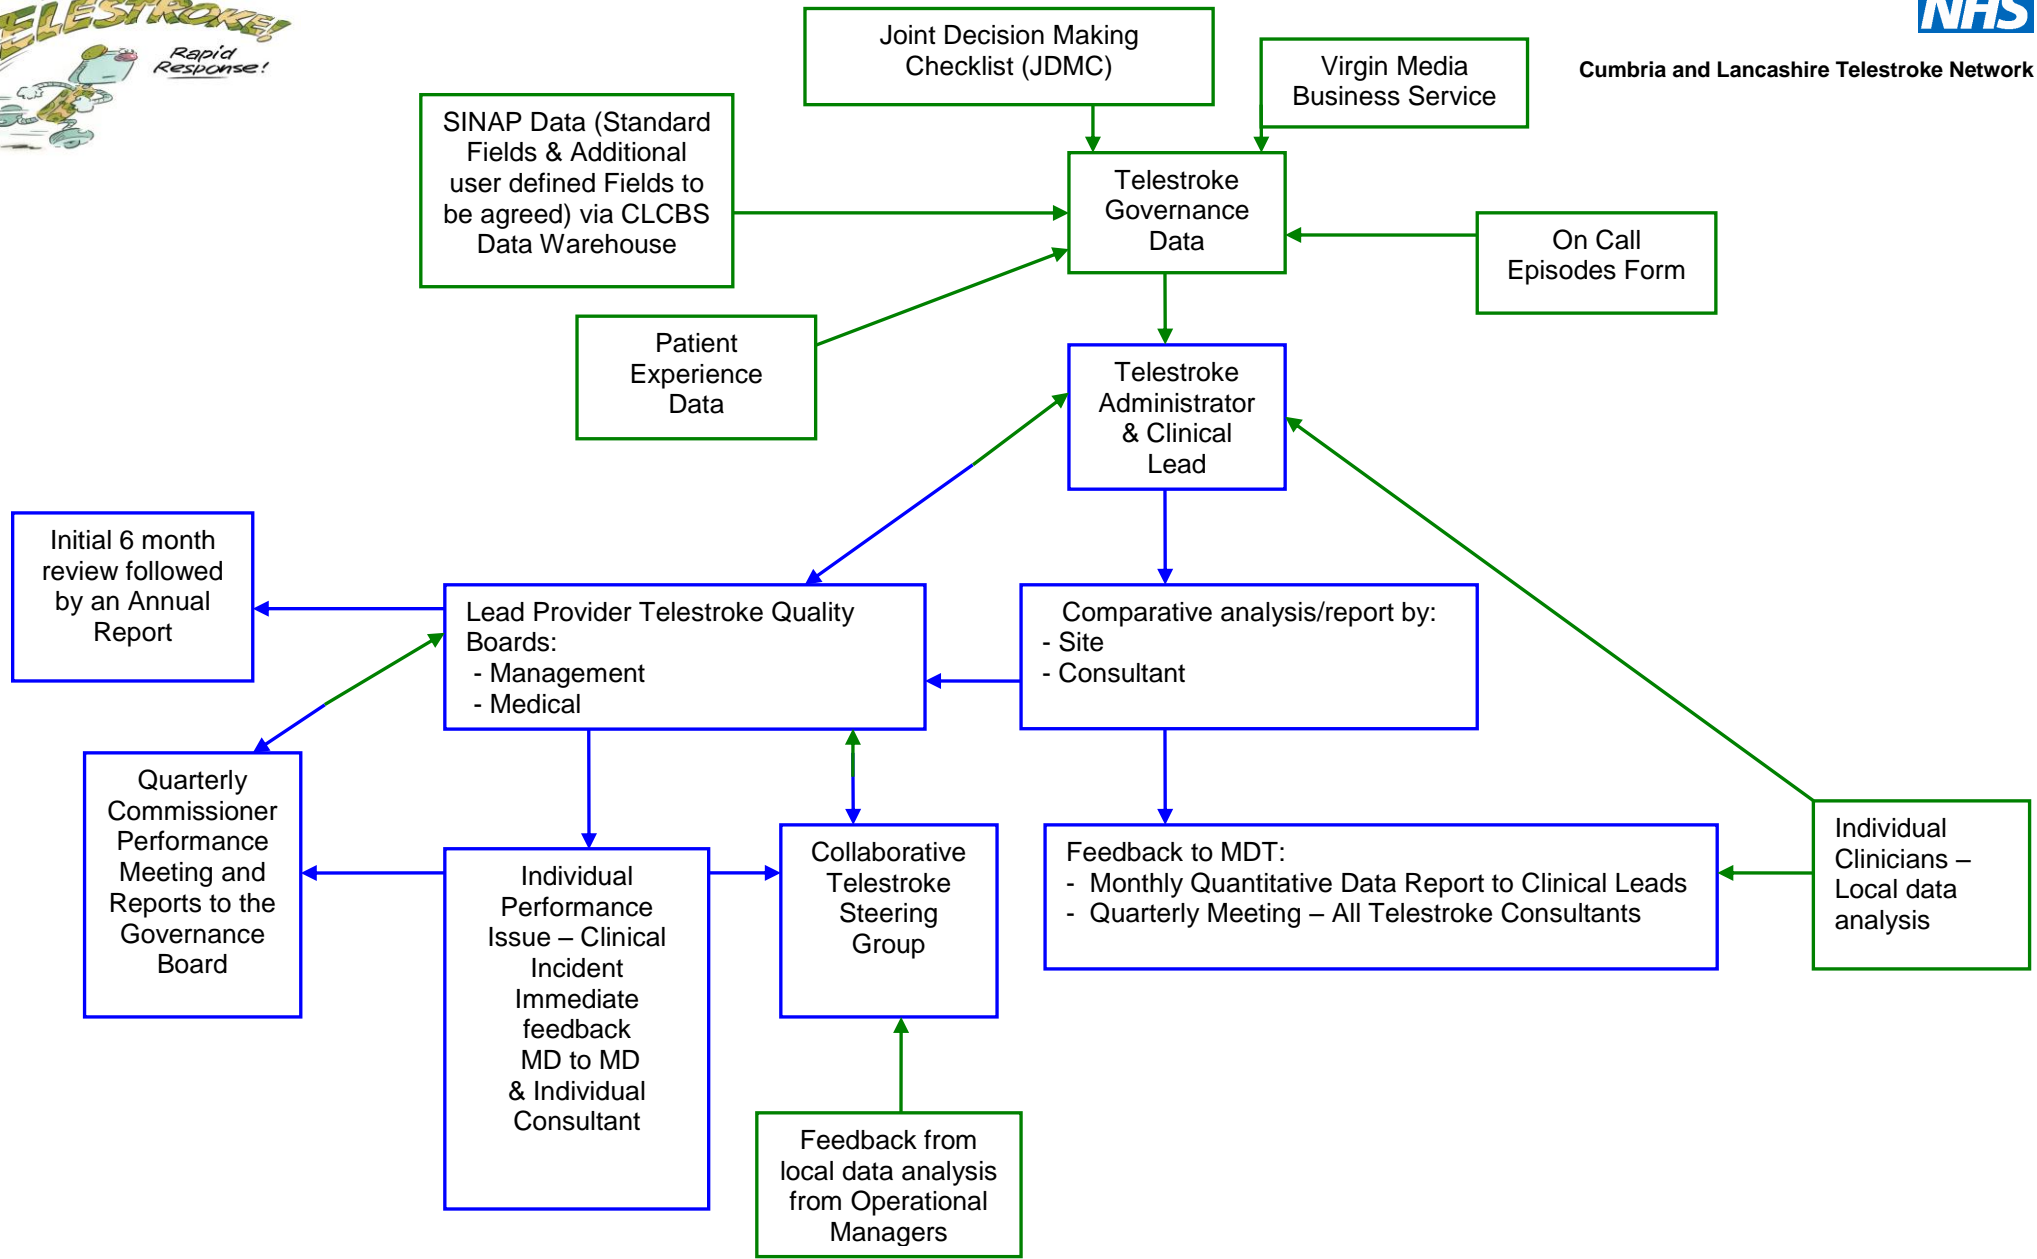 TELESTROKE!
Rapid
Response!
NHS
Cumbria and Lancashire Telestroke Network
Joint Decision Making
Checklist (JDMC)
Virgin Media
Business Service
SINAP Data (Standard
Fields & Additional
user defined Fields to
be agreed) via CLCBS
Data Warehouse
Telestroke
Governance
Data
On Call
Episodes Form
Patient
Experience
Data
Telestroke
Administrator
& Clinical
Lead
Initial 6 month
review followed
by an Annual
Report
Lead Provider Telestroke Quality
Boards:
- Management
- Medical
Comparative analysis/report by:
- Site
- Consultant
Quarterly
Commissioner
Performance
Meeting and
Reports to the
Governance
Board
Individual
Performance
Issue – Clinical
Incident
Immediate
feedback
MD to MD
& Individual
Consultant
Collaborative
Telestroke
Steering
Group
Feedback to MDT:
- Monthly Quantitative Data Report to Clinical Leads
- Quarterly Meeting – All Telestroke Consultants
Individual
Clinicians –
Local data
analysis
Feedback from
local data analysis
from Operational
Managers